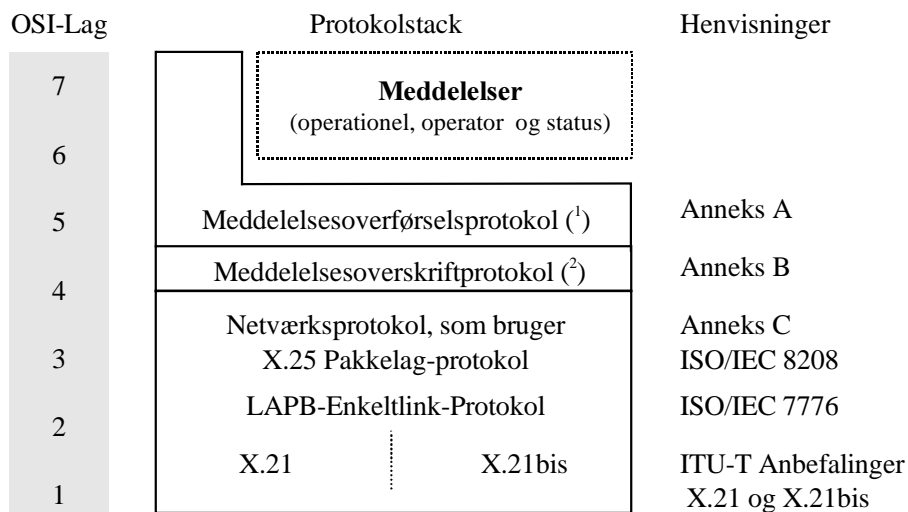 OSI-Lag Protokolstack Henvisninger
7
Meddelelser
(operationel, operator og status)
6
5 Meddelelsesoverførselsprotokol (¹) Anneks A
Meddelelsesoverskriftprotokol (²) Anneks B
4
Netværksprotokol, som bruger Anneks C
3 X.25 Pakkelag-protokol ISO/IEC 8208
LAPB-Enkeltlink-Protokol ISO/IEC 7776
2
X.21 X.21bis ITU-T Anbefalinger
1 X.21 og X.21bis